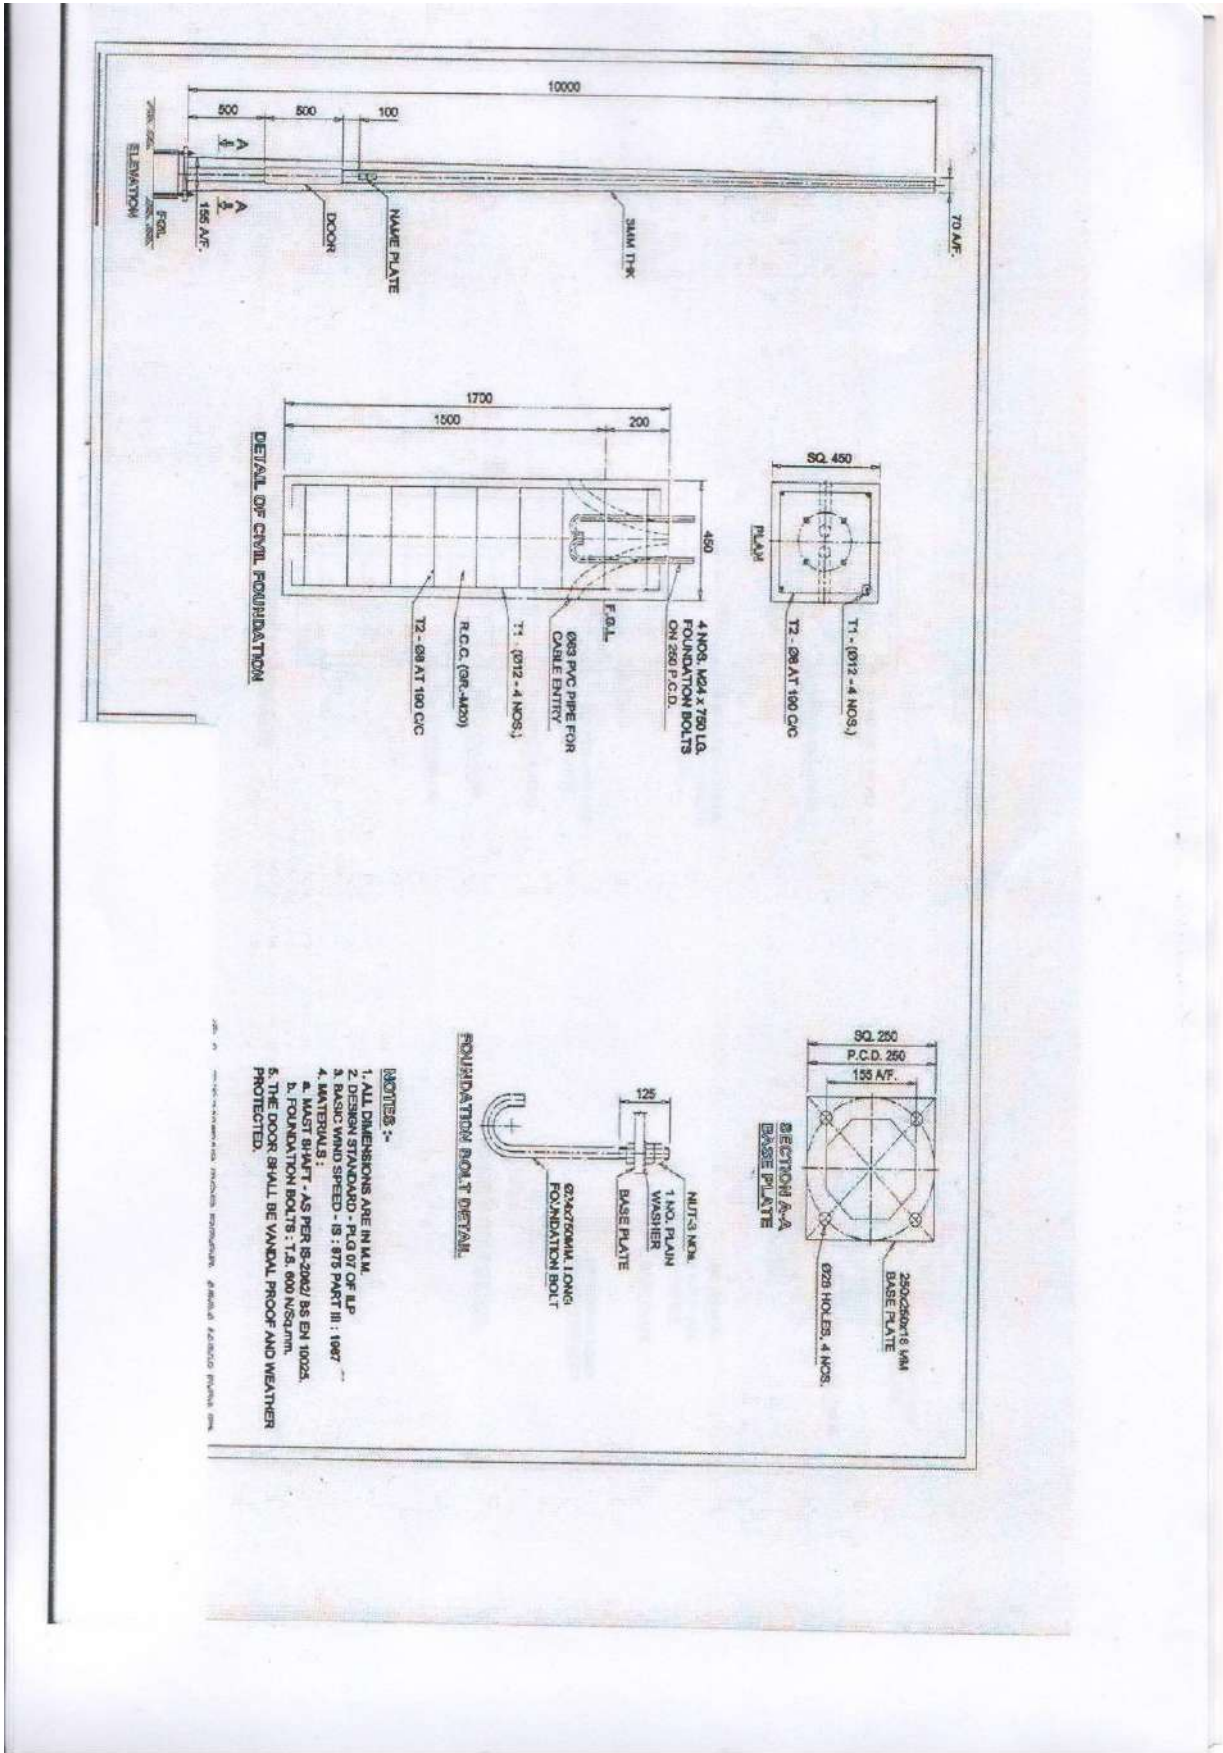 10000
500
500
100
A
A
70 A/F.
3MM THK
NAME PLATE
DOOR
155 A/F.
ELEVATION
SQ. 450
PLAN
T1 - (Ø12 - 4 NOS.)
T2 - Ø8 AT 190 C/C
1700
1500
200
450
4 NOS. M24 x 750 LG.
FOUNDATION BOLTS
ON 250 P.C.D.
Ø63 PVC PIPE FOR
CABLE ENTRY
T1 - (Ø12 - 4 NOS.)
R.C.C. (GR.-M20)
T2 - Ø8 AT 190 C/C
DETAIL OF CIVIL FOUNDATION
SQ. 250
P.C.D. 250
155 A/F.
250x250x16 MM
BASE PLATE
4 NOS.
SECTION A-A
BASE PLATE
125
NUT-3 NOs.
1 NO. PLAIN
WASHER
BASE PLATE
Ø24x750MM. LONG
FOUNDATION BOLT
FOUNDATION BOLT DETAIL
NOTES :-
1. ALL DIMENSIONS ARE IN M.M.
2. DESIGN STANDARD - PLG 07 OF ILP
3. BASIC WIND SPEED - IS : 875 PART III : 1987
4. MATERIALS :
a. MAST SHAFT - AS PER IS-2062/ BS EN 10025.
b. FOUNDATION BOLTS : T.S. 600 N/Sq.mm.
5. THE DOOR SHALL BE VANDAL PROOF AND WEATHER
PROTECTED.